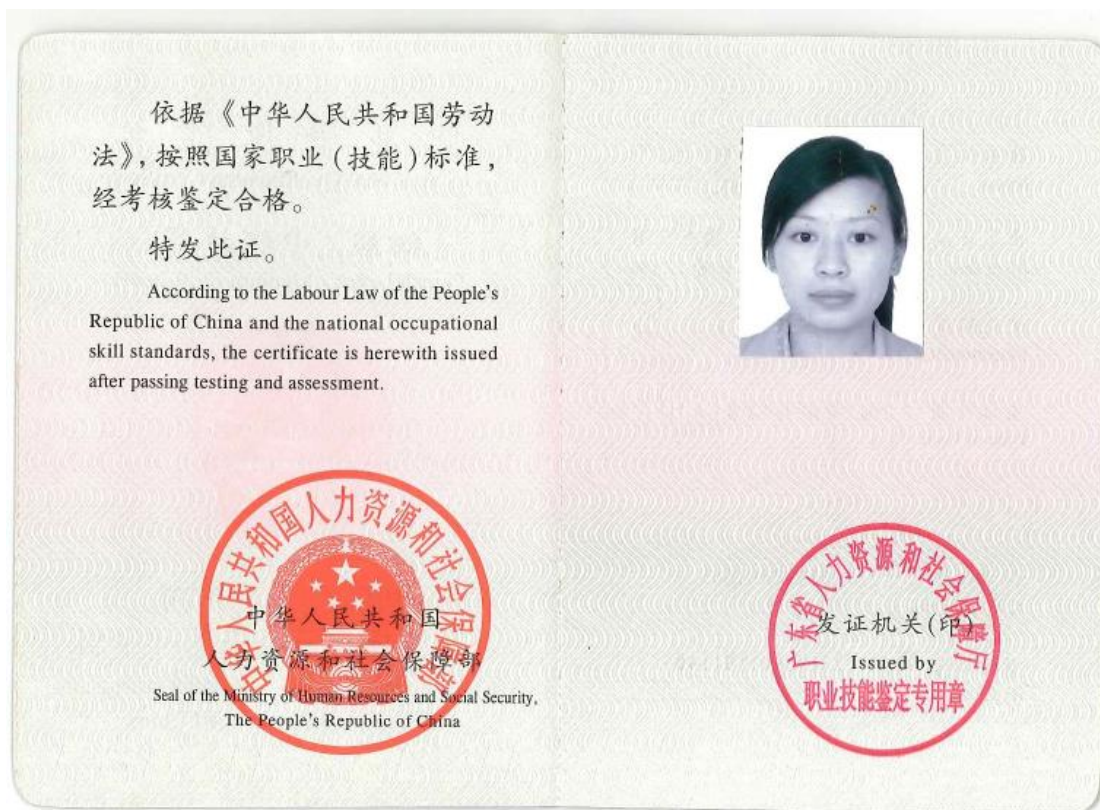 依据《中华人民共和国劳动
法》，按照国家职业（技能）标准，
经考核鉴定合格。
特发此证。
According to the Labour Law of the People's
Republic of China and the national occupational
skill standards, the certificate is herewith issued
after passing testing and assessment.
中华人民共和国人力资源和社会保障部
中华人民共和国
人力资源和社会保障部
Seal of the Ministry of Human Resources and Social Security,
The People's Republic of China
广东省人力资源和社会保障厅
发证机关(印)
Issued by
职业技能鉴定专用章